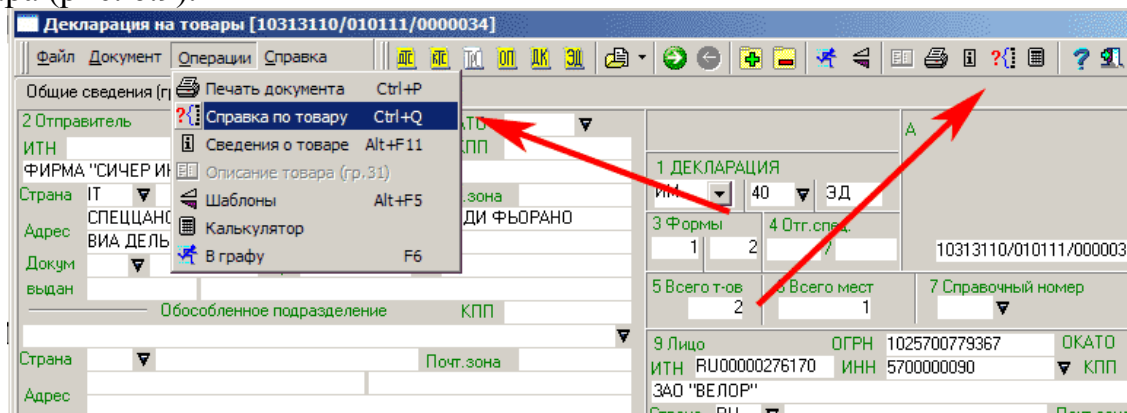 Декларация на товары [10313110/010111/0000034]
Файл Документ Операции Справка
Общие сведения (г
Печать документа Ctrl+P
Справка по товару Ctrl+Q
Сведения о товаре Alt+F11
Описание товара (гр.31)
Шаблоны Alt+F5
Калькулятор
В графу F6
2 Отправитель
ИТН КПП
ФИРМА "СИЧЕР ИН
Страна IT .зона
Адрес СПЕЦЦАНО ДИ ФЬОРАНО
ВИА ДЕЛЬ
Докум
выдан
Обособленное подразделение КПП
Страна Почт.зона
Адрес
А
1 ДЕКЛАРАЦИЯ
ИМ 40 ЭД
3 Формы 4 Отг.спец.
1 2 /
10313110/010111/000003
5 Всего т-ов 6 Всего мест 7 Справочный номер
2 1
9 Лицо ОГРН 1025700779367 ОКАТО
ИТН RU00000276170 ИНН 5700000090 КПП
ЗАО "ВЕЛОР"